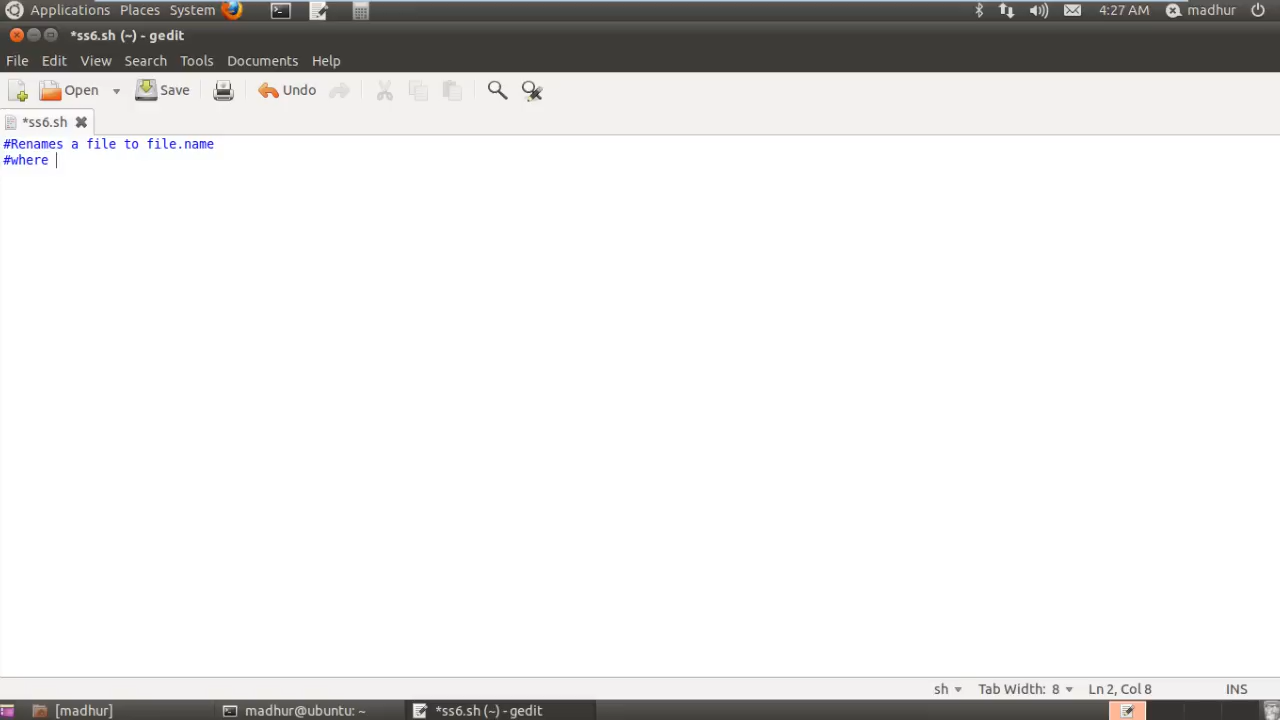 Applications Places System 4:27 AM madhur
*ss6.sh (~) - gedit
File Edit View Search Tools Documents Help
Open Save Undo
*ss6.sh
#Renames a file to file.name
#where
sh Tab Width: 8 Ln 2, Col 8 INS
[madhur] madhur@ubuntu: ~ *ss6.sh (~) - gedit